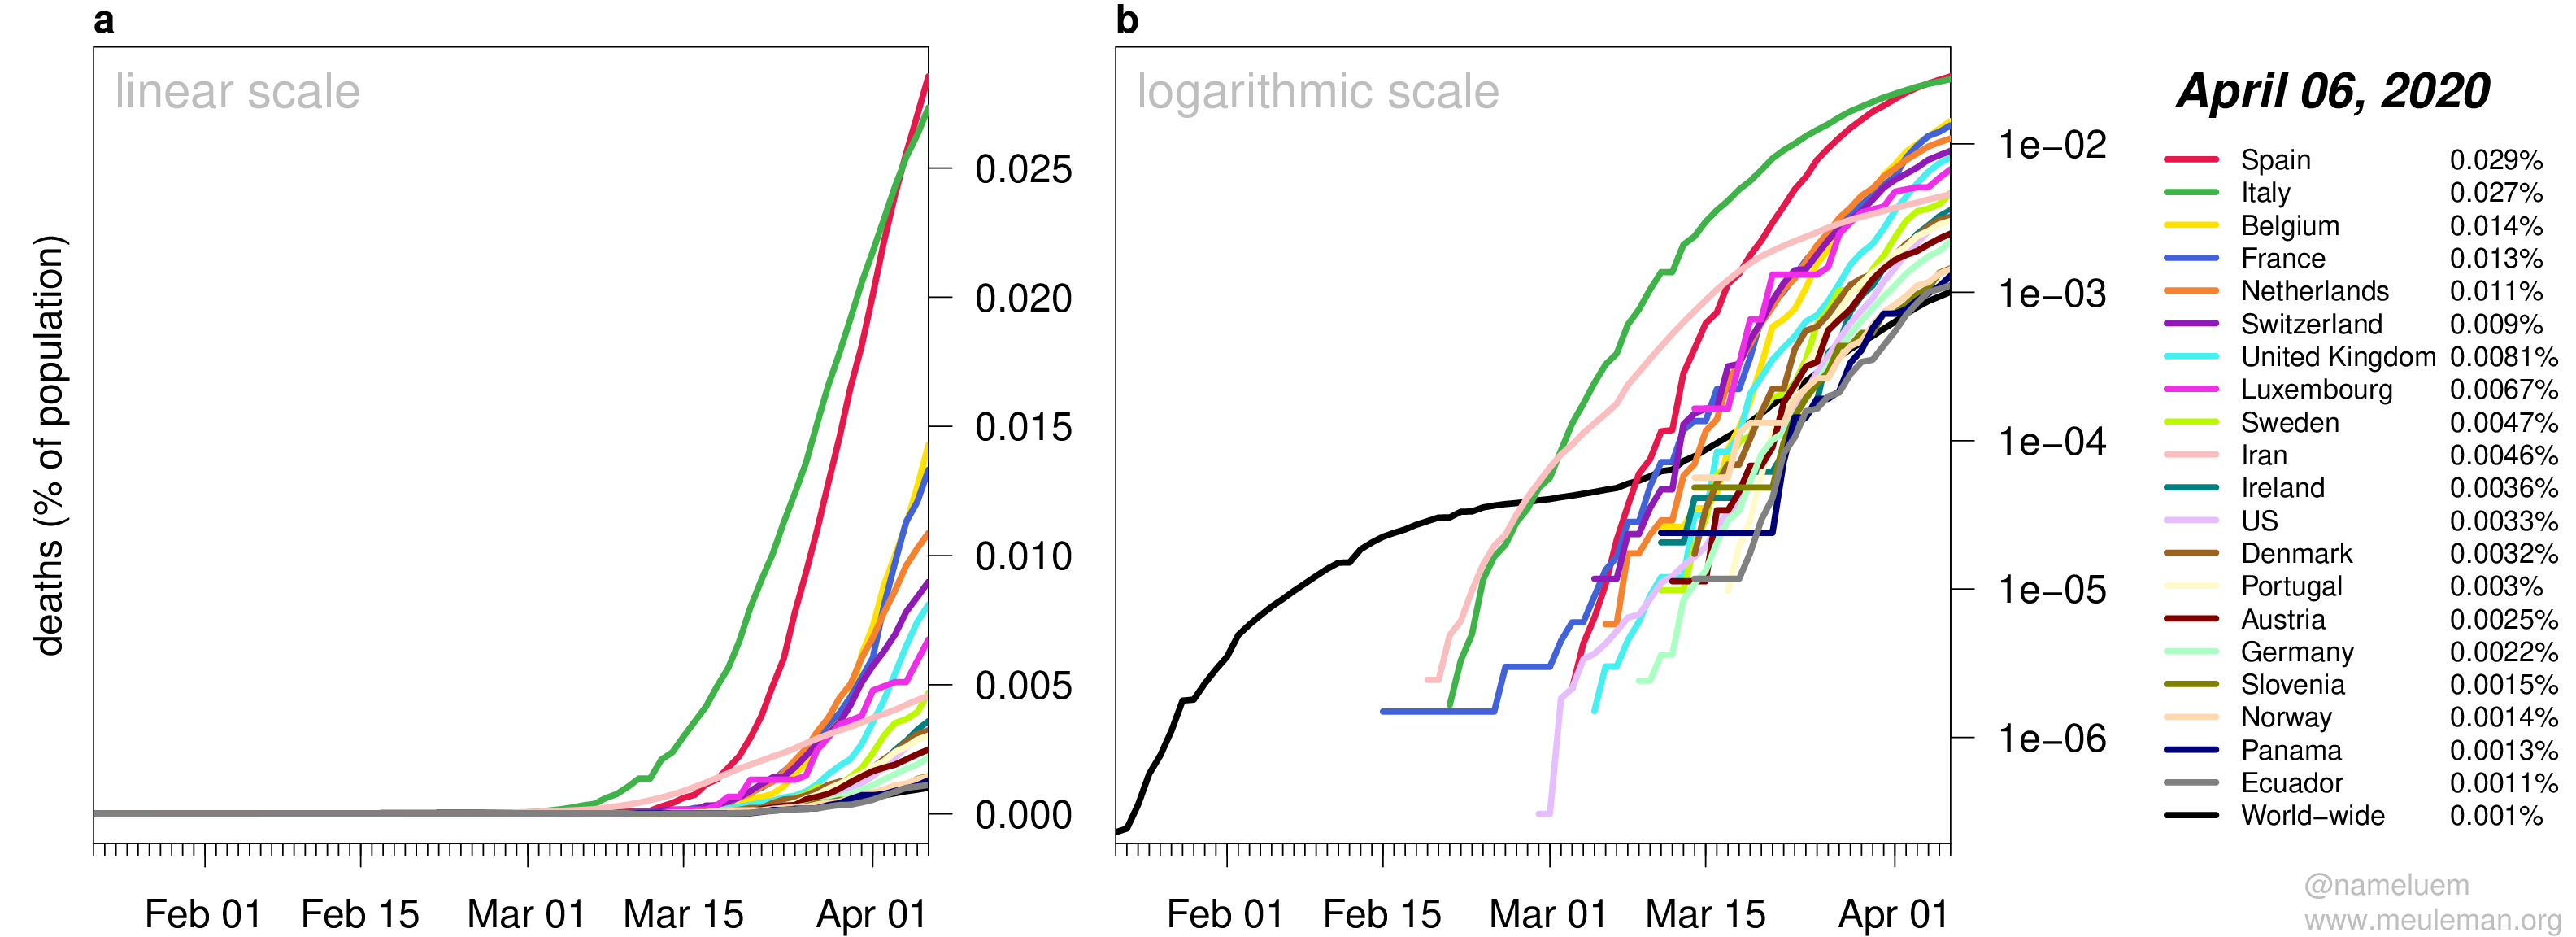 a
linear scale
deaths (% of population)
0.025
0.020
0.015
0.010
0.005
0.000
Feb 01 Feb 15 Mar 01 Mar 15 Apr 01
b
logarithmic scale
1e−02
1e−03
1e−04
1e−05
1e−06
Feb 01 Feb 15 Mar 01 Mar 15 Apr 01
April 06, 2020
Spain 0.029%
Italy 0.027%
Belgium 0.014%
France 0.013%
Netherlands 0.011%
Switzerland 0.009%
United Kingdom 0.0081%
Luxembourg 0.0067%
Sweden 0.0047%
Iran 0.0046%
Ireland 0.0036%
US 0.0033%
Denmark 0.0032%
Portugal 0.003%
Austria 0.0025%
Germany 0.0022%
Slovenia 0.0015%
Norway 0.0014%
Panama 0.0013%
Ecuador 0.0011%
World−wide 0.001%
@nameluem
www.meuleman.org